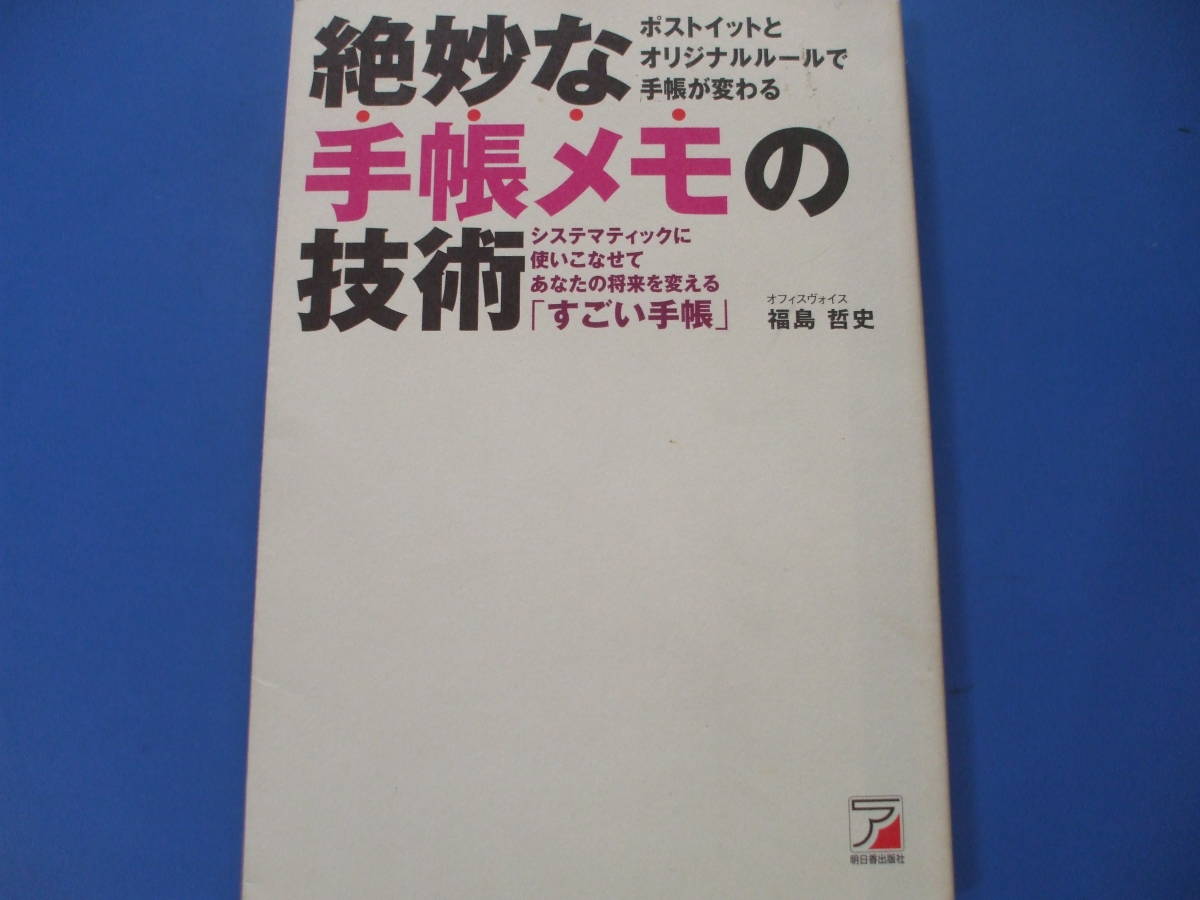 絶妙な
ポストイットと
オリジナルルールで
手帳が変わる
手帳メモの
技術
システマティックに
使いこなせて
あなたの将来を変える
「すごい手帳」
オフィスヴォイス
福島 哲史
ア
明日香出版社